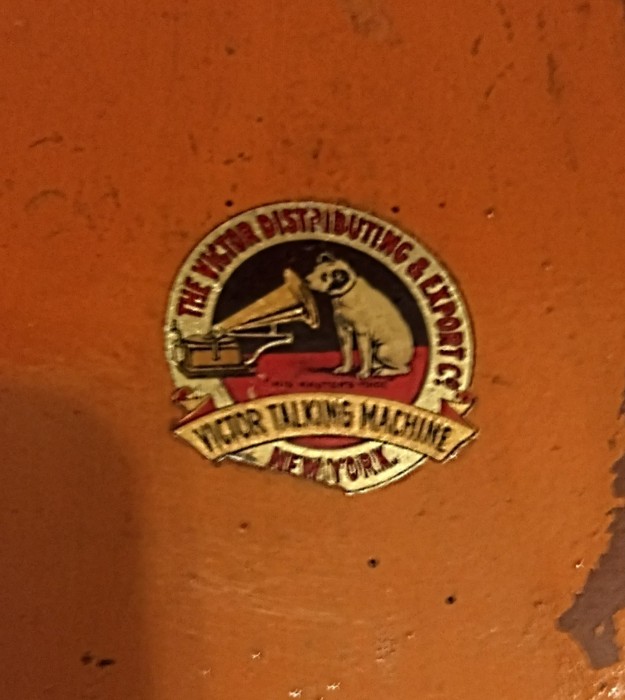 THE VICTOR DISTRIBUTING & EXPORT Co
"HIS MASTER'S VOICE"
VICTOR TALKING MACHINE
NEW YORK